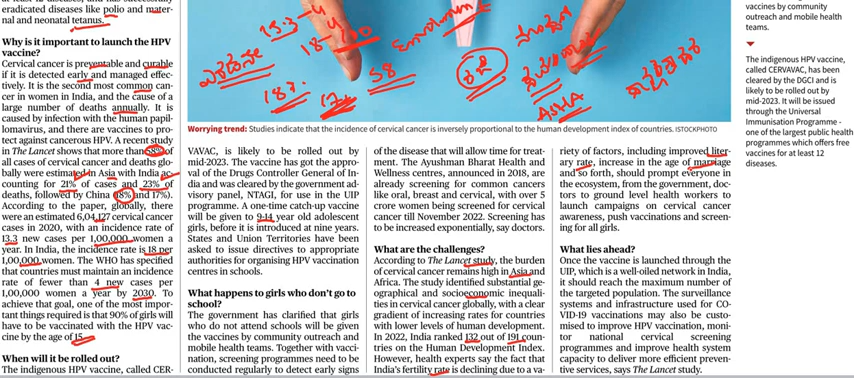 eradicated diseases like polio and mater-
nal and neonatal tetanus.
Why is it important to launch the HPV
vaccine?
Cervical cancer is preventable and curable
if it is detected early and managed effec-
tively. It is the second most common can-
cer in women in India, and the cause of a
large number of deaths annually. It is
caused by infection with the human papil-
lomavirus, and there are vaccines to pro-
tect against cancerous HPV. A recent study
in The Lancet shows that more than 58% of
all cases of cervical cancer and deaths glo-
bally were estimated in Asia with India ac-
counting for 21% of cases and 23% of
deaths, followed by China (18% and 17%).
According to the paper, globally, there
were an estimated 6,04,127 cervical cancer
cases in 2020, with an incidence rate of
13.3 new cases per 1,00,000 women a
year. In India, the incidence rate is 18 per
1,00,000 women. The WHO has specified
that countries must maintain an incidence
rate of fewer than 4 new cases per
1,00,000 women a year by 2030. To
achieve that goal, one of the most impor-
tant things required is that 90% of girls will
have to be vaccinated with the HPV vac-
cine by the age of 15.
When will it be rolled out?
The indigenous HPV vaccine, called CER-
13.3-4
18-4
Enrolment
187.
17
58
ASHA
Worrying trend: Studies indicate that the incidence of cervical cancer is inversely proportional to the human development index of countries. ISTOCKPHOTO
VAVAC, is likely to be rolled out by
mid-2023. The vaccine has got the appro-
val of the Drugs Controller General of In-
dia and was cleared by the government ad-
visory panel, NTAGI, for use in the UIP
programme. A one-time catch-up vaccine
will be given to 9-14 year old adolescent
girls, before it is introduced at nine years.
States and Union Territories have been
asked to issue directives to appropriate
authorities for organising HPV vaccination
centres in schools.
What happens to girls who don't go to
school?
The government has clarified that girls
who do not attend schools will be given
the vaccines by community outreach and
mobile health teams. Together with vacci-
nation, screening programmes need to be
conducted regularly to detect early signs
of the disease that will allow time for treat-
ment. The Ayushman Bharat Health and
Wellness centres, announced in 2018, are
already screening for common cancers
like oral, breast and cervical, with over 5
crore women being screened for cervical
cancer till November 2022. Screening has
to be increased exponentially, say doctors.
What are the challenges?
According to The Lancet study, the burden
of cervical cancer remains high in Asia and
Africa. The study identified substantial ge-
ographical and socioeconomic inequali-
ties in cervical cancer globally, with a clear
gradient of increasing rates for countries
with lower levels of human development.
In 2022, India ranked 132 out of 191 coun-
tries on the Human Development Index.
However, health experts say the fact that
India's fertility rate is declining due to a va-
riety of factors, including improved liter-
ary rate, increase in the age of marriage
and so forth, should prompt everyone in
the ecosystem, from the government, doc-
tors to ground level health workers to
launch campaigns on cervical cancer
awareness, push vaccinations and screen-
ing for all girls.
What lies ahead?
Once the vaccine is launched through the
UIP, which is a well-oiled network in India,
it should reach the maximum number of
the targeted population. The surveillance
systems and infrastructure used for CO-
VID-19 vaccinations may also be custo-
mised to improve HPV vaccination, moni-
tor national cervical screening
programmes and improve health system
capacity to deliver more efficient preven-
tive services, says The Lancet study.
vaccines by community
outreach and mobile health
teams.
The indigenous HPV vaccine,
called CERVAVAC, has been
cleared by the DGCI and is
likely to be rolled out by
mid-2023. It will be issued
through the Universal
Immunisation Programme -
one of the largest public health
programmes which offers free
vaccines for at least 12
diseases.